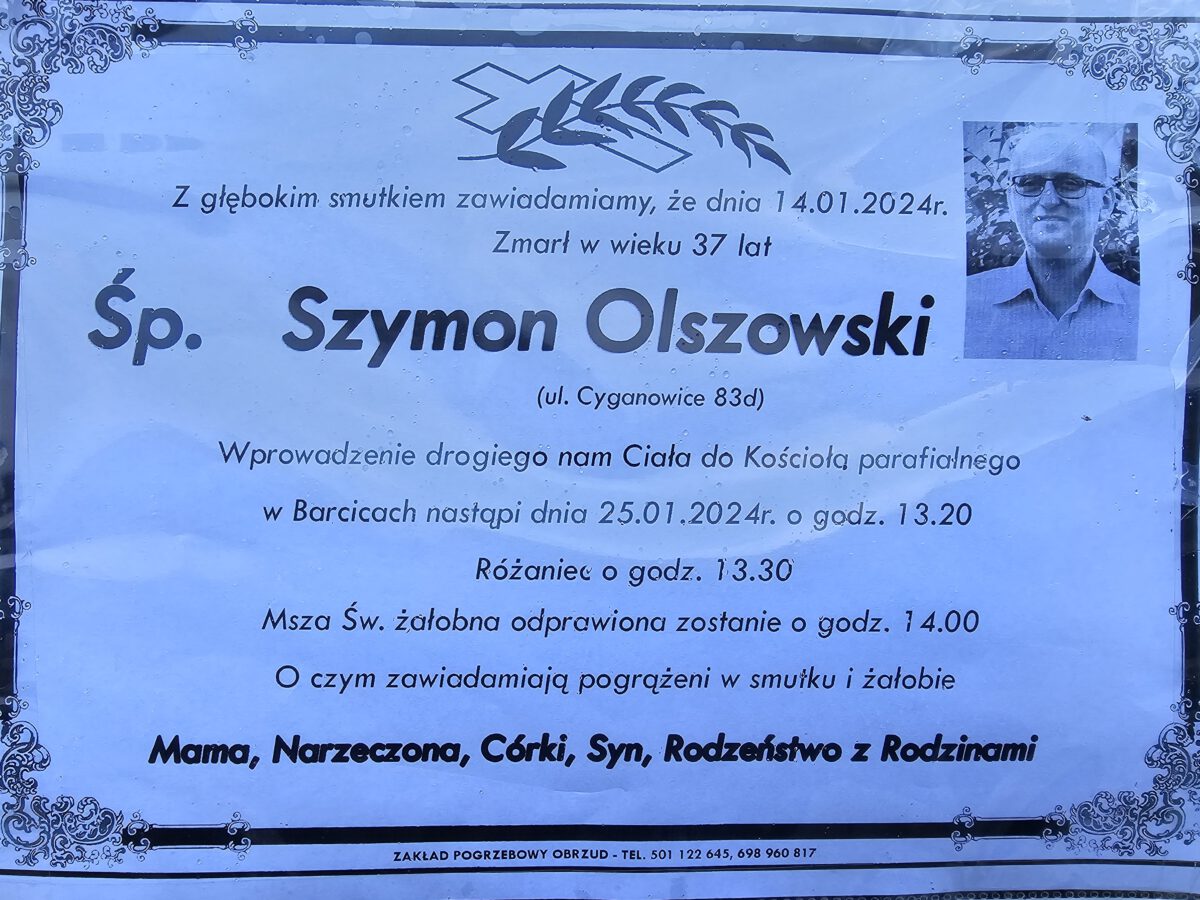 Z głębokim smutkiem zawiadamiamy, że dnia 14.01.2024r.
Zmarł w wieku 37 lat
Śp. Szymon Olszowski
(ul. Cyganowice 83d)
Wprowadzenie drogiego nam Ciała do Kościołą parafialnego
w Barcicach nastąpi dnia 25.01.2024r. o godz. 13.20
Różaniec o godz. 13.30
Msza Św. żałobna odprawiona zostanie o godz. 14.00
O czym zawiadamiają pogrążeni w smutku i żałobie
Mama, Narzeczona, Córki, Syn, Rodzeństwo z Rodzinami
ZAKŁAD POGRZEBOWY OBRZUD - TEL. 501 122 645, 698 960 817